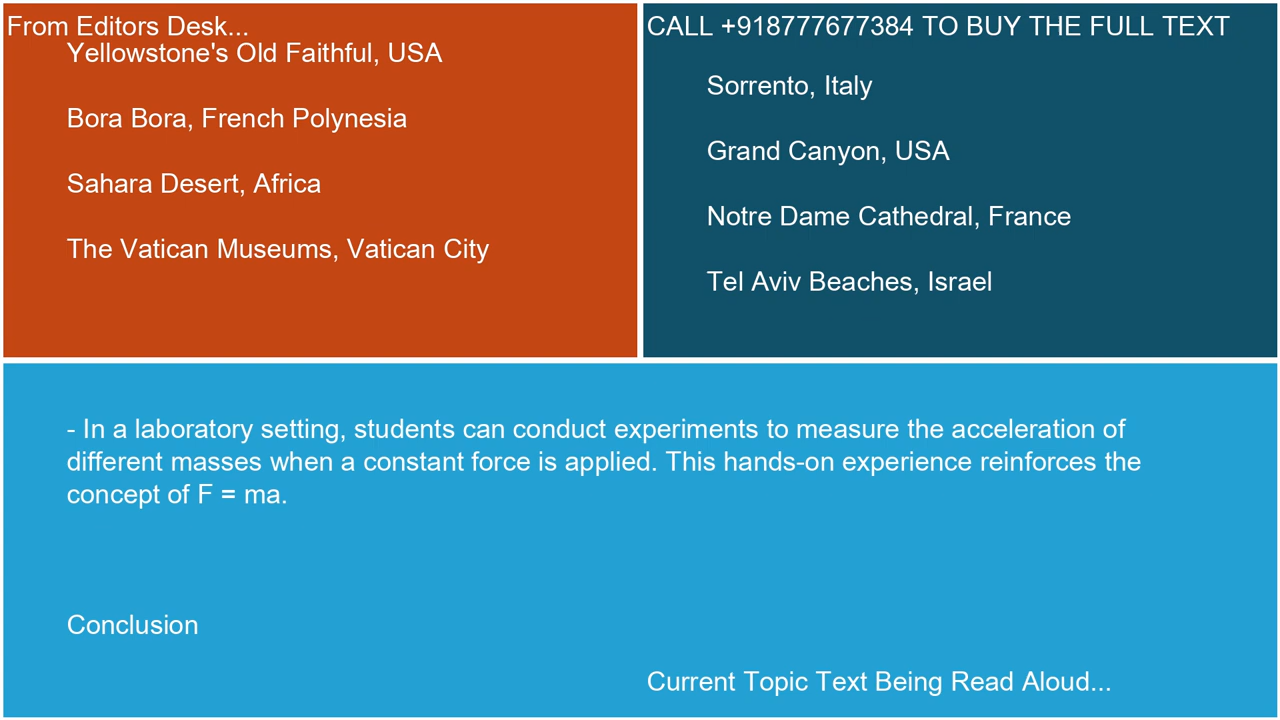 From Editors Desk...
Yellowstone's Old Faithful, USA
Bora Bora, French Polynesia
Sahara Desert, Africa
The Vatican Museums, Vatican City
CALL +918777677384 TO BUY THE FULL TEXT
Sorrento, Italy
Grand Canyon, USA
Notre Dame Cathedral, France
Tel Aviv Beaches, Israel
- In a laboratory setting, students can conduct experiments to measure the acceleration of
different masses when a constant force is applied. This hands-on experience reinforces the
concept of F = ma.
Conclusion
Current Topic Text Being Read Aloud...